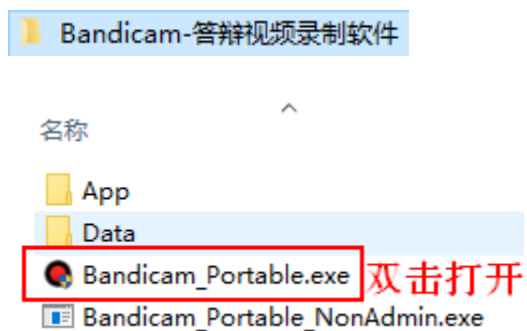 Bandicam-答辩视频录制软件
名称
App
Data
Bandicam_Portable.exe 双击打开
Bandicam_Portable_NonAdmin.exe